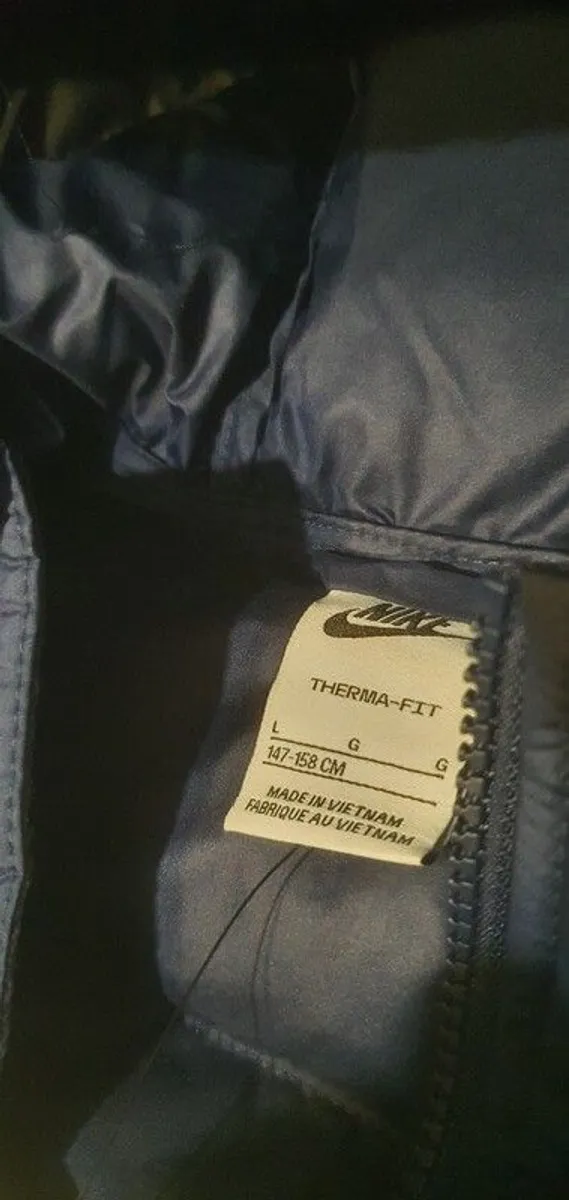 NIKE
THERMA-FIT
L G G
147-158 CM
MADE IN VIETNAM
FABRIQUE AU VIETNAM